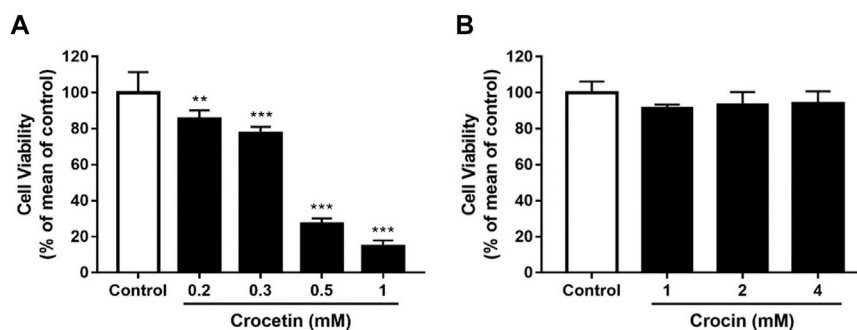 A
Cell Viability
(% of mean of control)
120
100
80
60
40
20
0
**
***
***
***
Control
0.2
0.3
0.5
1
Crocetin (mM)
B
Cell Viability
(% of mean of control)
120
100
80
60
40
20
0
Control
1
2
4
Crocin (mM)